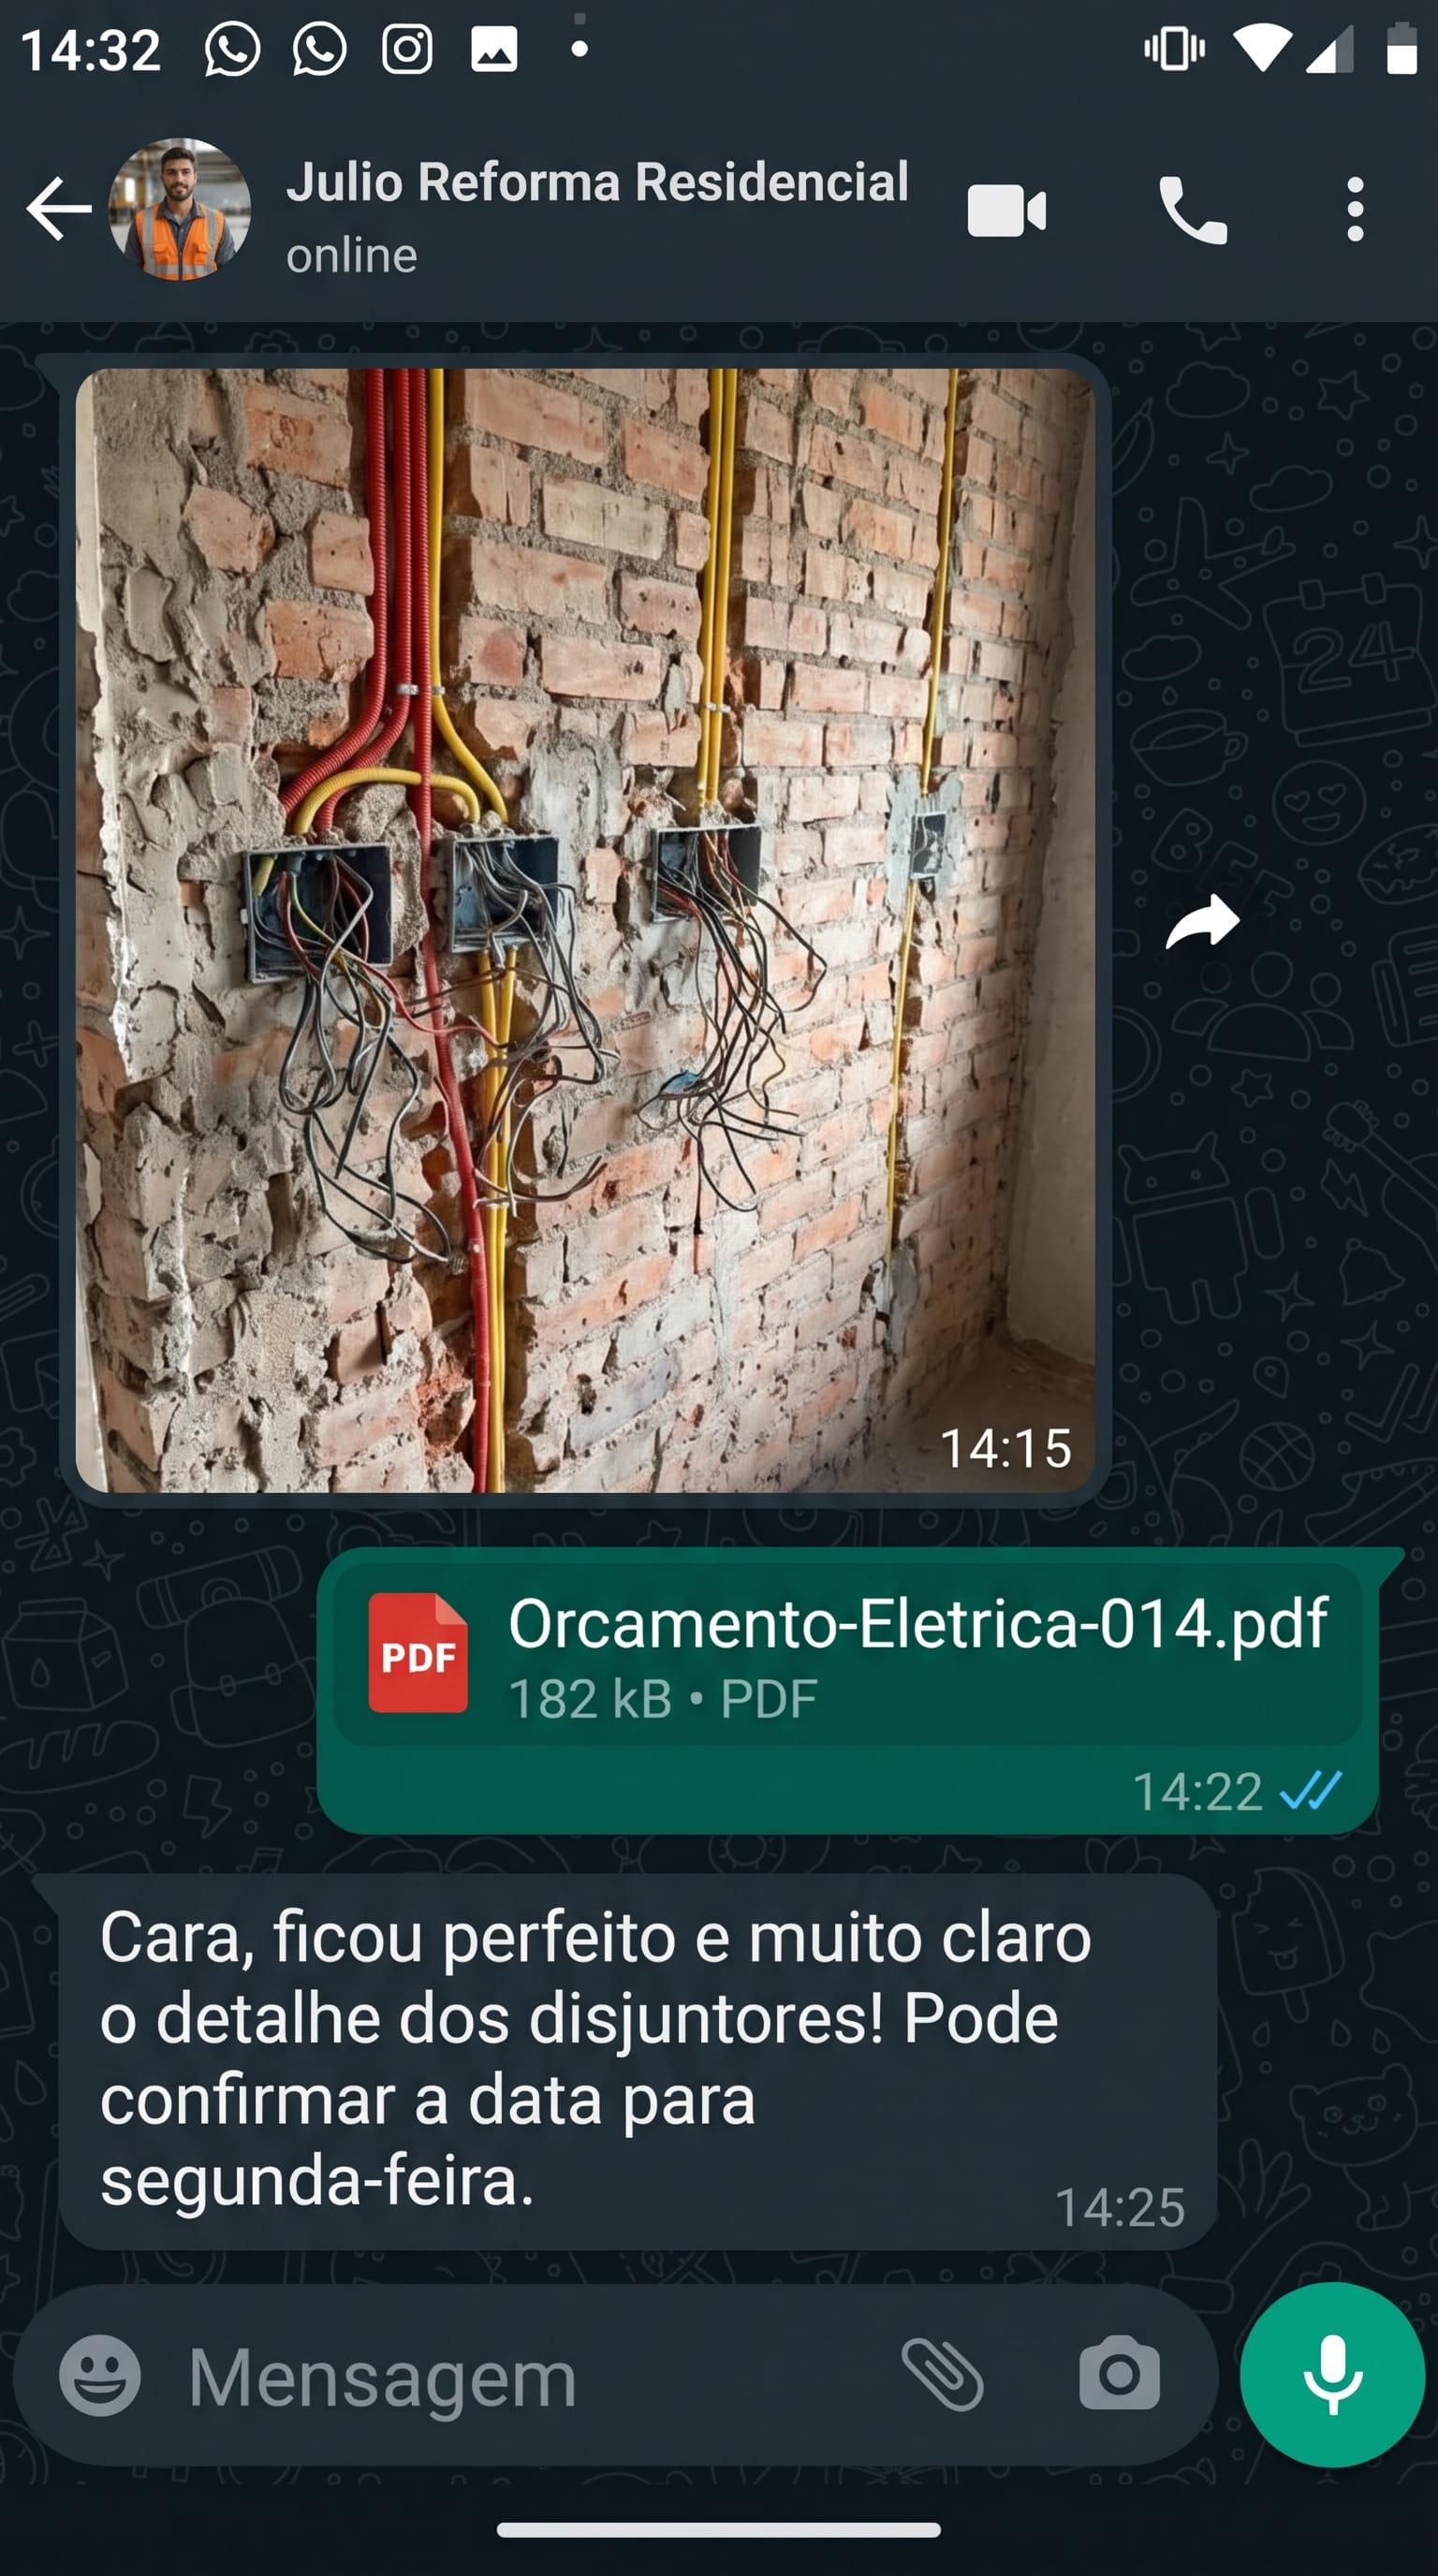 14:32
Julio Reforma Residencial
online
24
14:15
PDF
Orcamento-Eletrica-014.pdf
182 kB • PDF
14:22
Cara, ficou perfeito e muito claro
o detalhe dos disjuntores! Pode
confirmar a data para
segunda-feira.
14:25
Mensagem